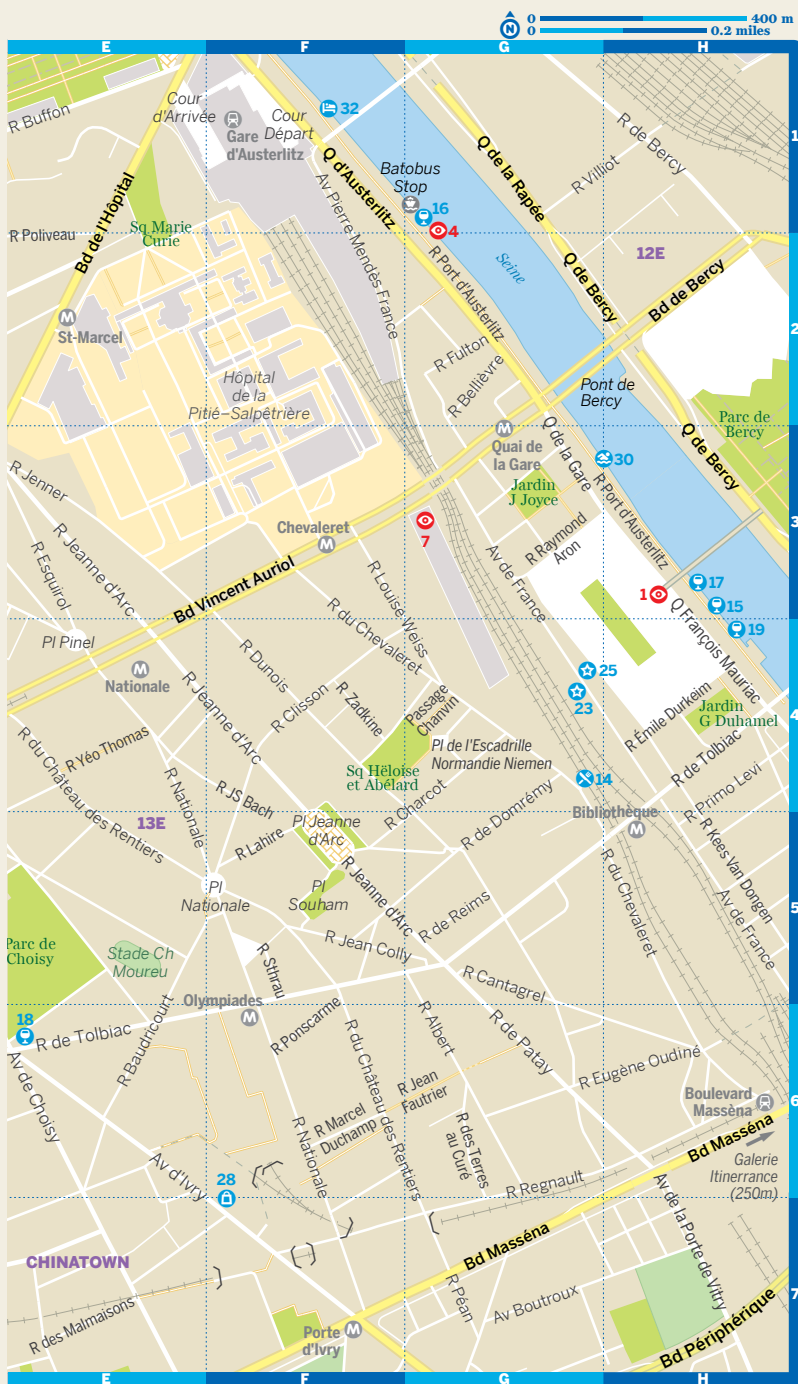 0 400 m
N
0 0.2 miles
E F G H
R Buffon
Cour
d'Arrivée
Gare
d'Austerlitz
Cour
Départ
32
Q d'Austerlitz
Batobus
Stop
16
4
Q de la Rapée
R Villiot
R de Bercy
1
Bd de l'Hôpital
Sq Marie
Curie
R Poliveau
Av Pierre Mendès France
R Port d'Austerlitz
Seine
Q de Bercy
12E
Bd de Bercy
M
St-Marcel
2
R Fulton
R Bellièvre
Hôpital
de la
Pitié–Salpêtrière
Pont de
Bercy
Parc de
Bercy
M
Quai de
la Gare
Q de la Gare
30
Q de Bercy
R Jenner
Jardin
J Joyce
R Port d'Austerlitz
3
Chevaleret
M
7
R Raymond
Aron
R Esquirol
R Jeanne d'Arc
Bd Vincent Auriol
R Louise Weiss
Av de France
1
17
15
19
Q François Mauriac
Pl Pinel
R du Chevaleret
M
Nationale
R Dunois
R Jeanne d'Arc
R Clisson
R Zadkine
Passage
Chanvin
25
23
R Émile Durkeim
Jardin
G Duhamel
4
R Yéo Thomas
R du Château des Rentiers
R Nationale
Pl de l'Escadrille
Normandie Niemen
Sq Hëloïse
et Abélard
R de Tolbiac
14
R JS Bach
R Charcot
R de Domrémy
R Primo Levi
13E
Pl Jeanne
d'Arc
Bibliothèque
M
R Lahire
R Kees Van Dongen
Pl
Nationale
Pl
Souham
R Jeanne d'Arc
R du Chevaleret
Av de France
5
R de Reims
Parc de
Choisy
Stade Ch
Moureu
R Jean Colly
R Sthrau
R Cantagrel
18
Olympiades
M
R de Tolbiac
R Baudricourt
R Ponscarme
R du Château des Rentiers
R Albert
R de Patay
R Eugène Oudiné
Av de Choisy
R Jean
Fautrier
R Marcel
Duchamp
Boulevard
Massèna
6
R Nationale
R des Terres
au Curé
Bd Masséna
Av d'Ivry
28
R Regnault
Galerie
Itinerrance
(250m)
CHINATOWN
Bd Masséna
Av de la Porte de Vitry
R Péan
Av Boutroux
7
R des Malmaisons
Porte
d'Ivry
M
Bd Périphérique
E F G H